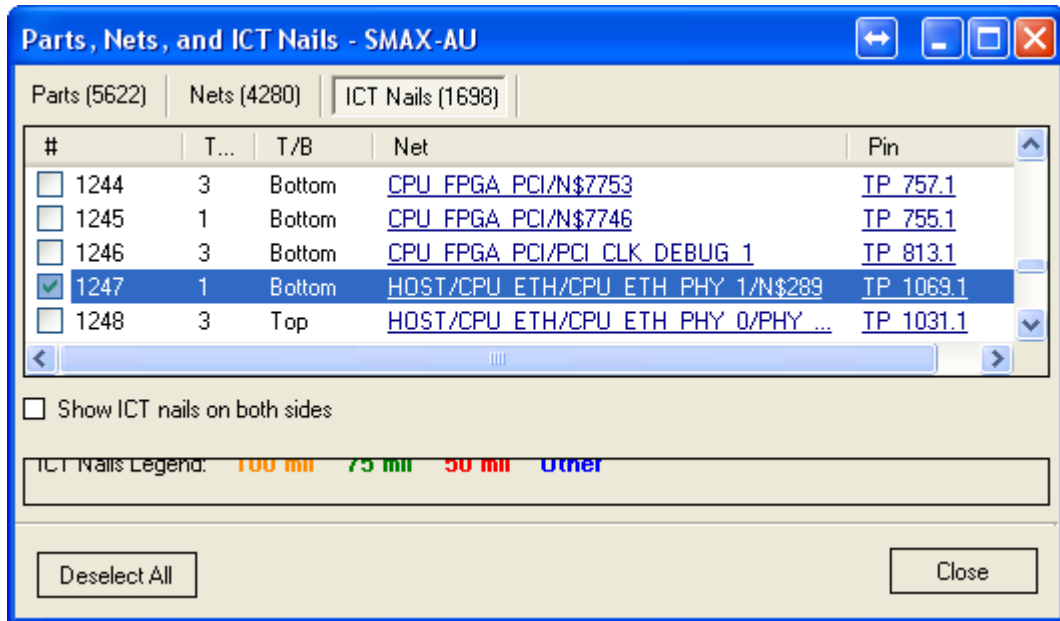 Parts, Nets, and ICT Nails - SMAX-AU
Parts (5622) Nets (4280) ICT Nails (1698)
# T... T/B Net Pin
1244 3 Bottom CPU_FPGA_PCI/N$7753 TP_757.1
1245 1 Bottom CPU_FPGA_PCI/N$7746 TP_755.1
1246 3 Bottom CPU_FPGA_PCI/PCI_CLK_DEBUG_1 TP_813.1
1247 1 Bottom HOST/CPU_ETH/CPU_ETH_PHY_1/N$289 TP_1069.1
1248 3 Top HOST/CPU_ETH/CPU_ETH_PHY_0/PHY_... TP_1031.1
Show ICT nails on both sides
ICT Nails Legend: 100 mil 75 mil 50 mil Other
Deselect All Close